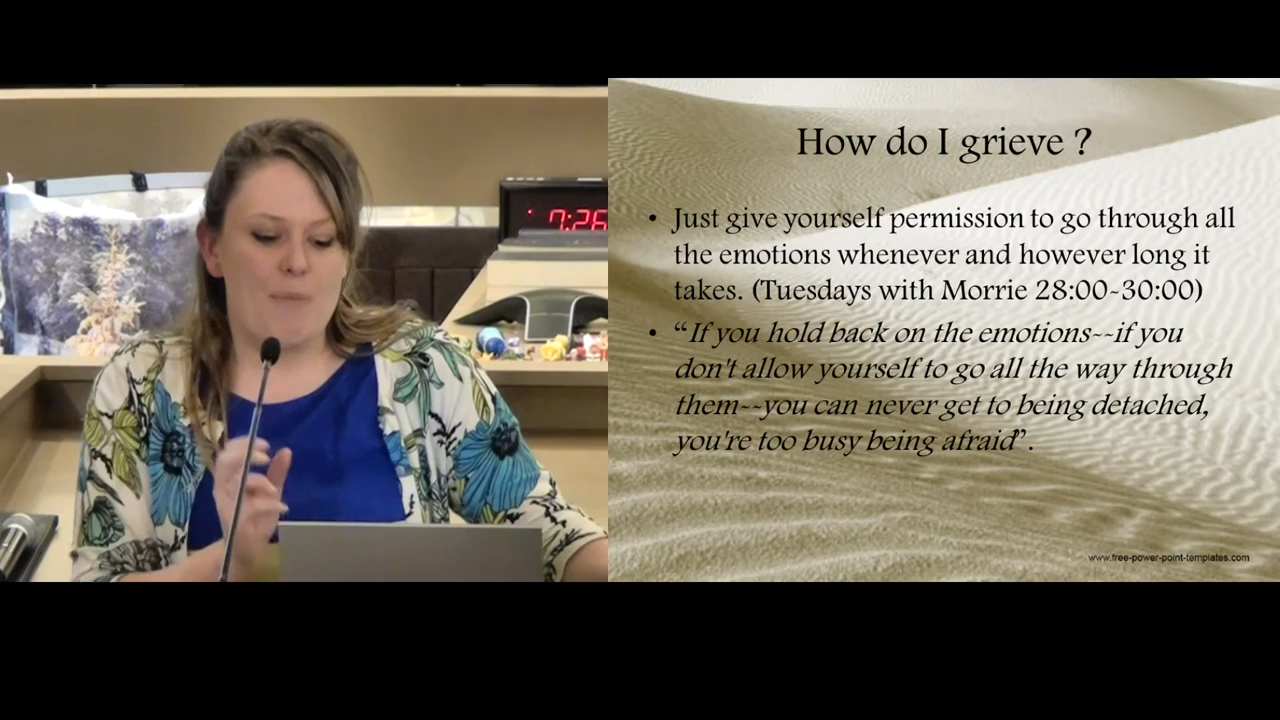 7:26
How do I grieve ?
• Just give yourself permission to go through all
the emotions whenever and however long it
takes. (Tuesdays with Morrie 28:00-30:00)
• “If you hold back on the emotions--if you
don't allow yourself to go all the way through
them--you can never get to being detached,
you're too busy being afraid”.
www.free-power-point-templates.com